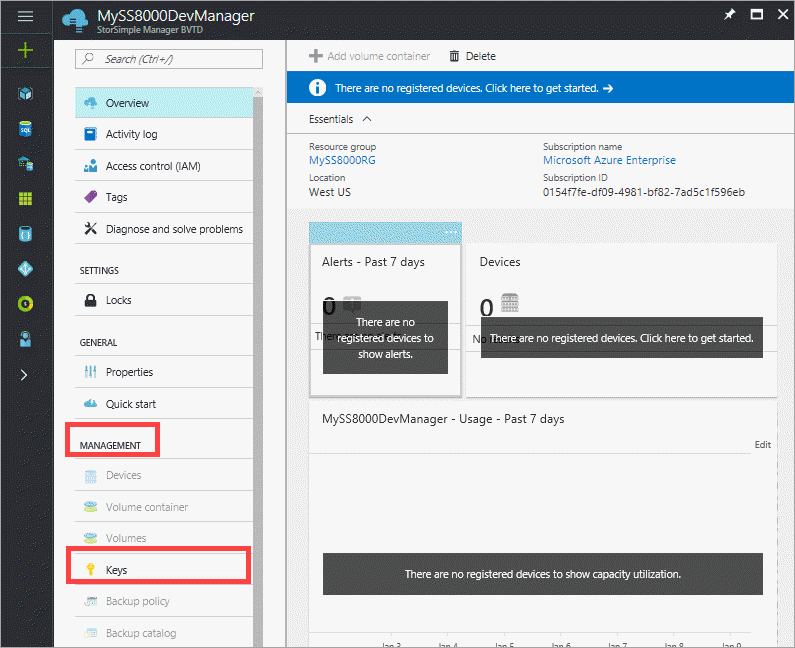 MySS8000DevManager
StorSimple Manager BVTD
Search (Ctrl+/)
Overview
Activity log
Access control (IAM)
Tags
Diagnose and solve problems
SETTINGS
Locks
GENERAL
Properties
Quick start
MANAGEMENT
Devices
Volume container
Volumes
Keys
Backup policy
Backup catalog
Add volume container
Delete
There are no registered devices. Click here to get started. →
Essentials
Resource group
MySS8000RG
Location
West US
Subscription name
Microsoft Azure Enterprise
Subscription ID
0154f7fe-df09-4981-bf82-7ad5c1f596eb
Alerts - Past 7 days
0
There are no
registered devices to
show alerts.
Devices
0
There are no registered devices. Click here to get started.
MySS8000DevManager - Usage - Past 7 days
Edit
There are no registered devices to show capacity utilization.
Jan 3 Jan 4 Jan 5 Jan 6 Jan 7 Jan 8 Jan 9